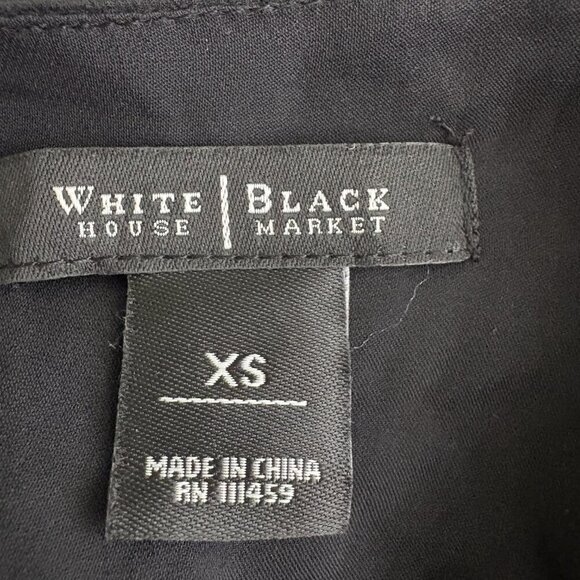 WHITE | BLACK
HOUSE | MARKET
XS
MADE IN CHINA
RN 111459